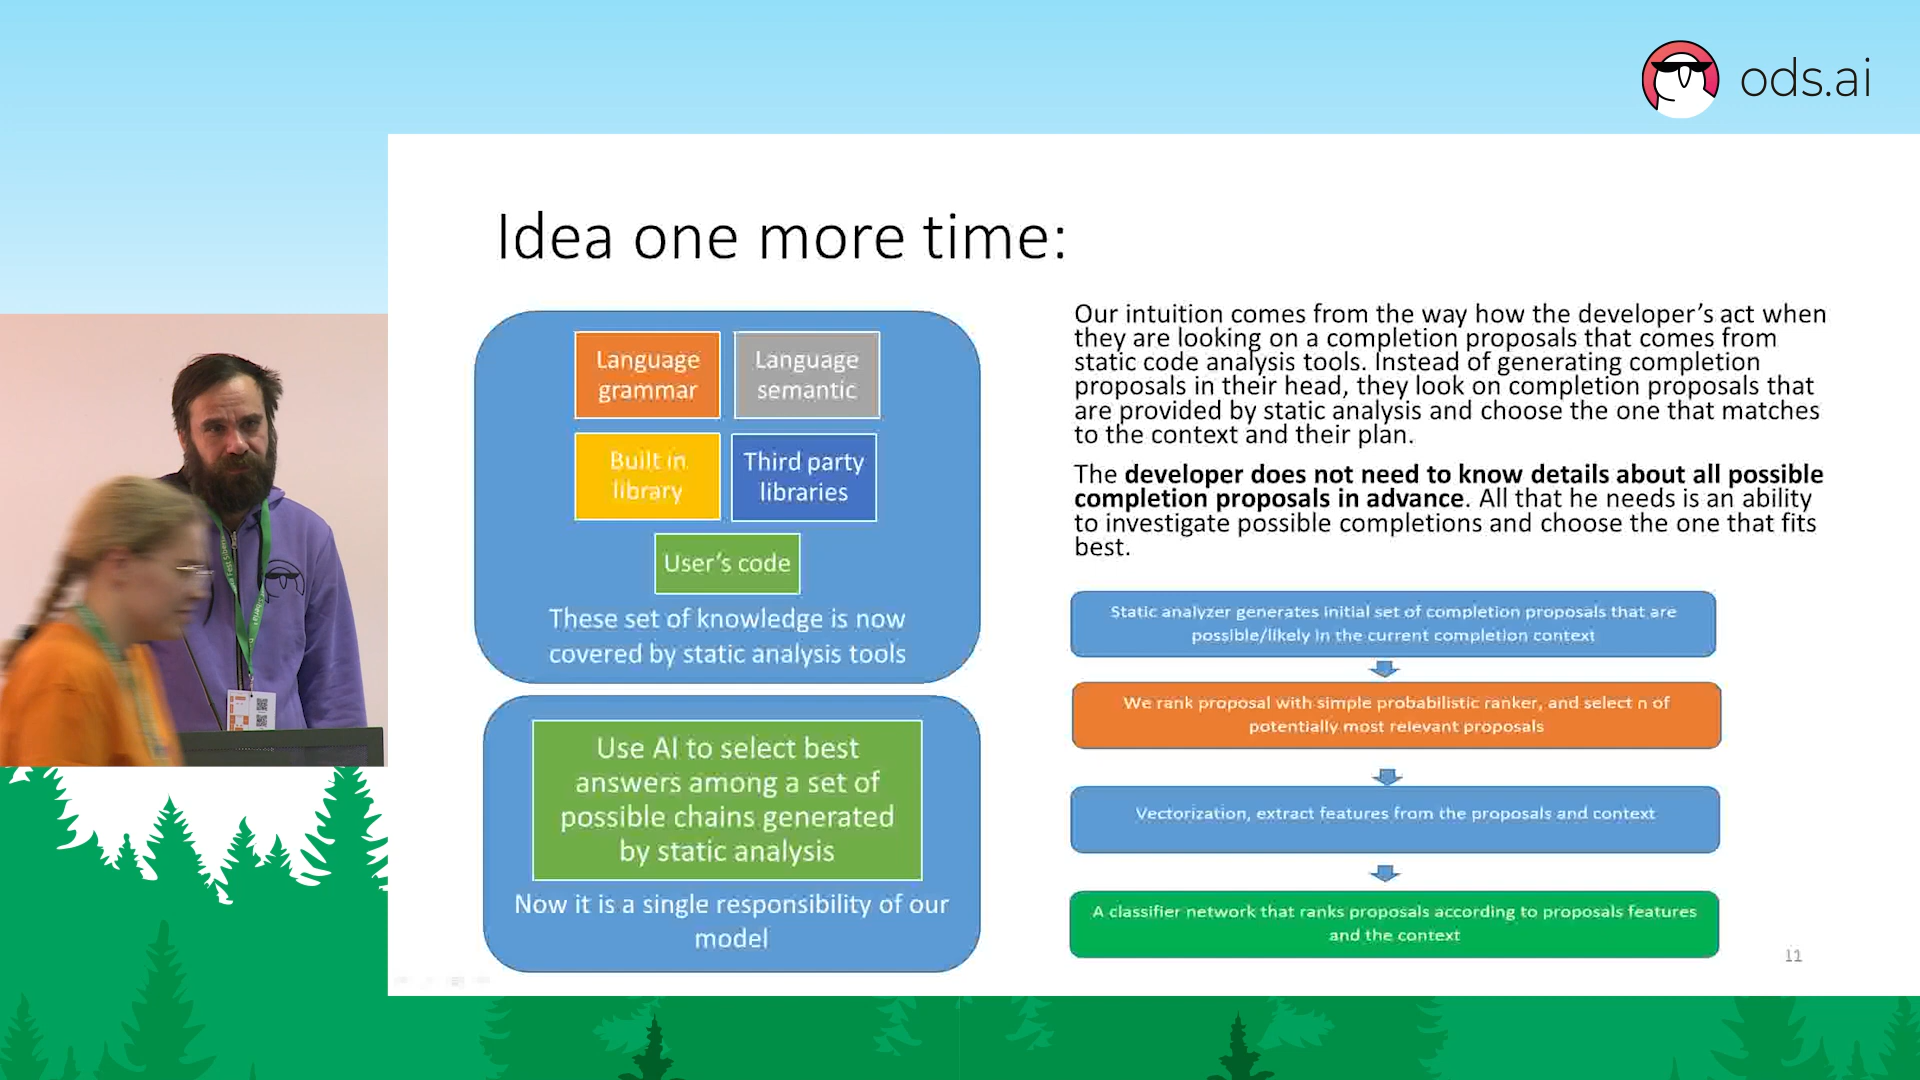 ods.ai
Idea one more time:
Language
grammar
Language
semantic
Built in
library
Third party
libraries
User's code
These set of knowledge is now
covered by static analysis tools
Use AI to select best
answers among a set of
possible chains generated
by static analysis
Now it is a single responsibility of our
model
Our intuition comes from the way how the developer's act when
they are looking on a completion proposals that comes from
static code analysis tools. Instead of generating completion
proposals in their head, they look on completion proposals that
are provided by static analysis and choose the one that matches
to the context and their plan.
The developer does not need to know details about all possible
completion proposals in advance. All that he needs is an ability
to investigate possible completions and choose the one that fits
best.
Static analyzer generates initial set of completion proposals that are
possible/likely in the current completion context
We rank proposal with simple probabilistic ranker, and select n of
potentially most relevant proposals
Vectorization, extract features from the proposals and context
A classifier network that ranks proposals according to proposals features
and the context
11